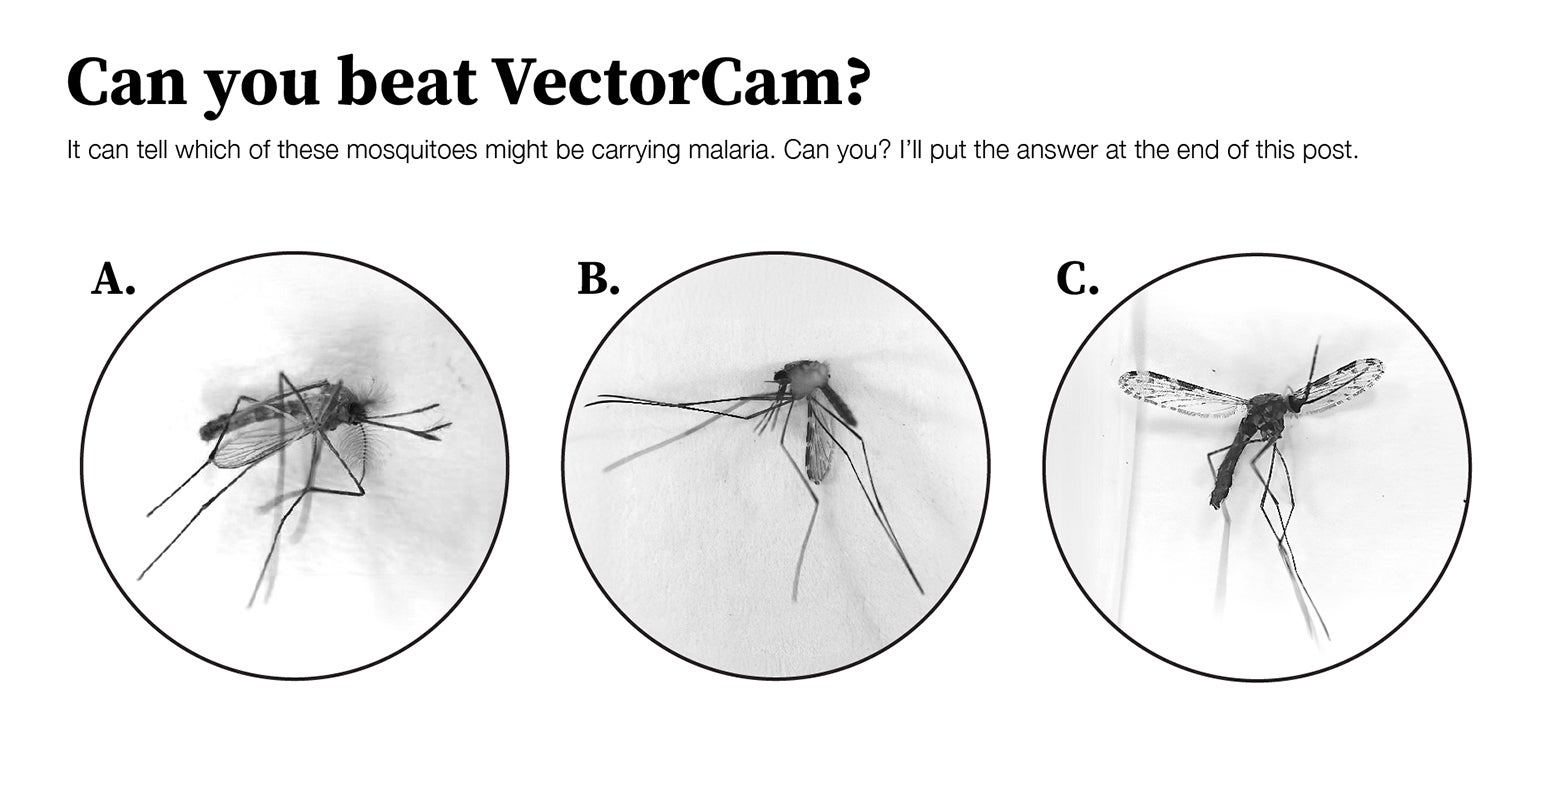 Can you beat VectorCam?
It can tell which of these mosquitoes might be carrying malaria. Can you? I’ll put the answer at the end of this post.
A.
B.
C.